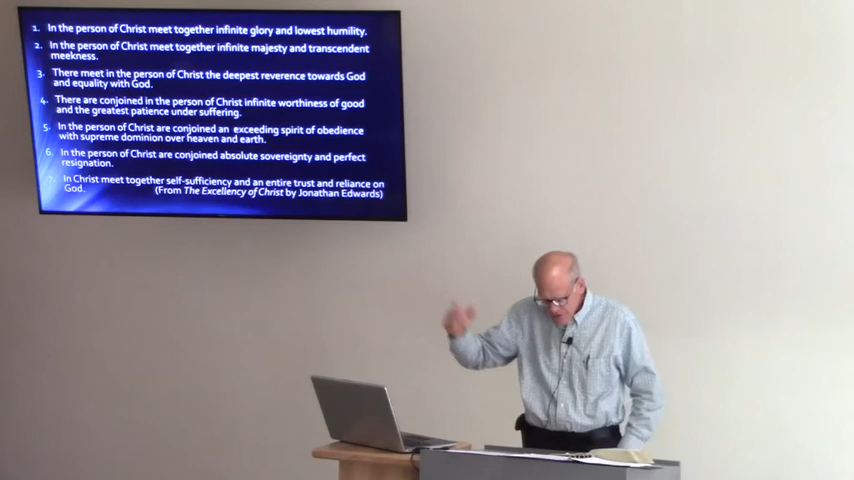 1. In the person of Christ meet together infinite glory and lowest humility.
2. In the person of Christ meet together infinite majesty and transcendent
meekness.
3. There meet in the person of Christ the deepest reverence towards God
and equality with God.
4. There are conjoined in the person of Christ infinite worthiness of good
and the greatest patience under suffering.
5. In the person of Christ are conjoined an exceeding spirit of obedience
with supreme dominion over heaven and earth.
6. In the person of Christ are conjoined absolute sovereignty and perfect
resignation.
7. In Christ meet together self-sufficiency and an entire trust and reliance on
God. (From The Excellency of Christ by Jonathan Edwards)